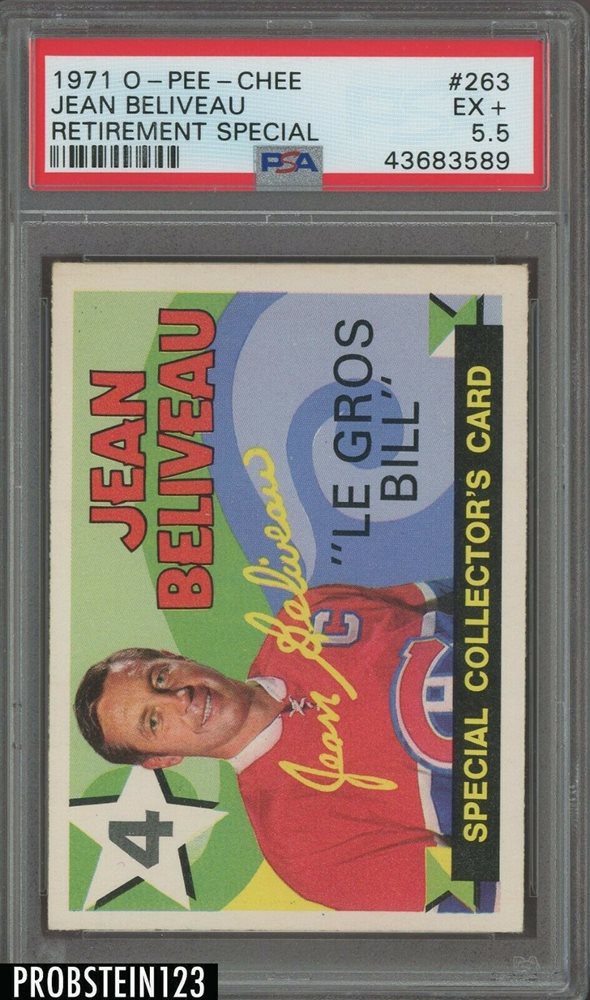 1971 O-PEE-CHEE #263
JEAN BELIVEAU EX+
RETIREMENT SPECIAL 5.5
PSA 43683589
JEAN
BELIVEAU
"LE GROS
BILL"
Jean Beliveau
C
H
4
SPECIAL COLLECTOR'S CARD
PROBSTEIN123